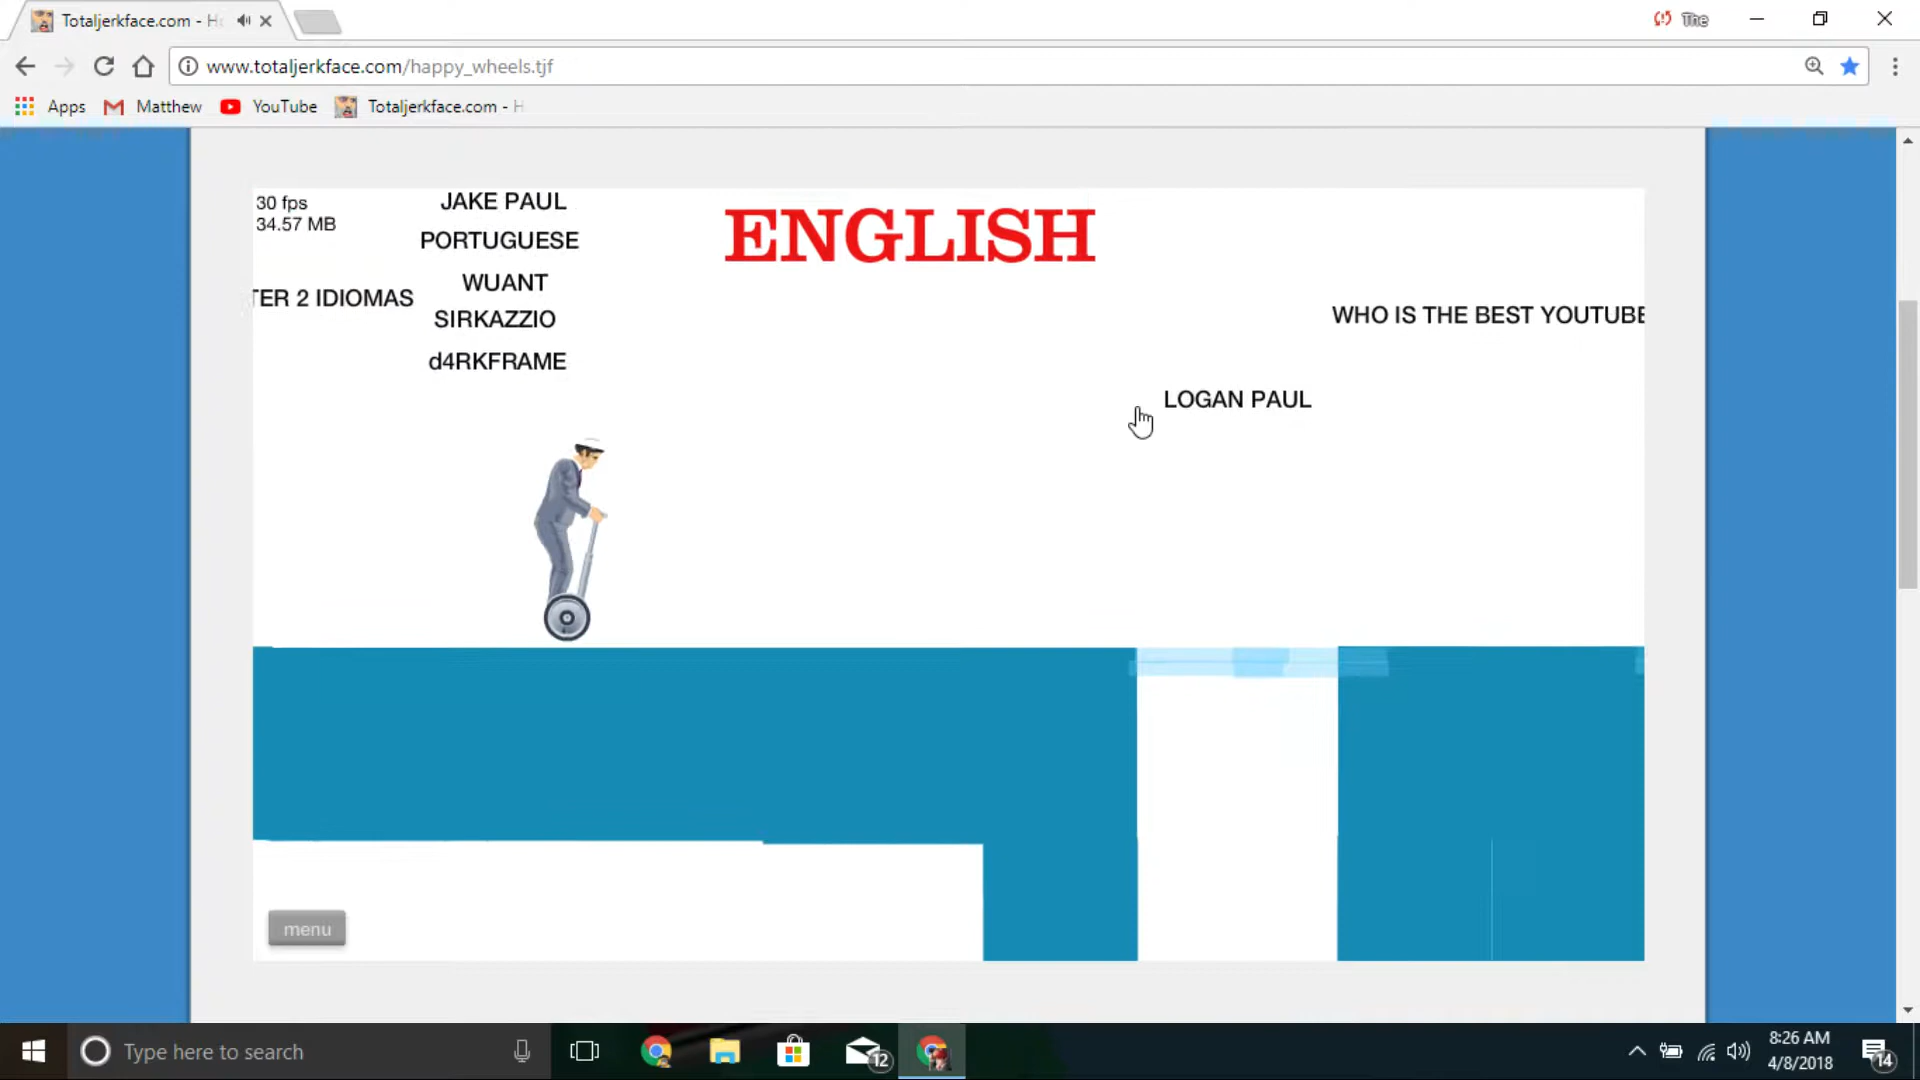 Totaljerkface.com - H
The
www.totaljerkface.com/happy_wheels.tjf
Apps
Matthew
YouTube
Totaljerkface.com - H
30 fps
34.57 MB
JAKE PAUL
PORTUGUESE
WUANT
SIRKAZZIO
d4RKFRAME
TER 2 IDIOMAS
ENGLISH
WHO IS THE BEST YOUTUBE
LOGAN PAUL
menu
Type here to search
12
8:26 AM
4/8/2018
14